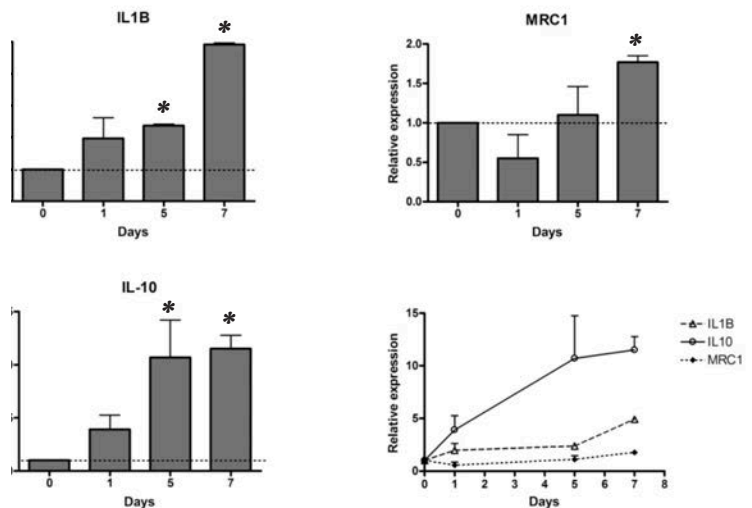 IL1B
*
*
0 1 5 7
Days
MRC1
*
Relative expression
2.0
1.5
1.0
0.5
0.0
0 1 5 7
Days
IL-10
*
*
0 1 5 7
Days
Relative expression
15
10
5
0
0 1 2 3 4 5 6 7 8
Days
IL1B
IL10
MRC1